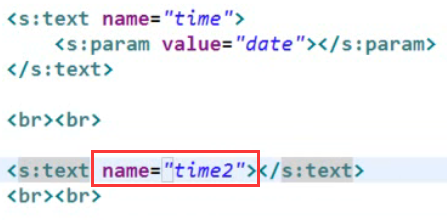 <s:text name="time">
<s:param value="date"></s:param>
</s:text>
<br><br>
<s:text name="time2"></s:text>
<br><br>